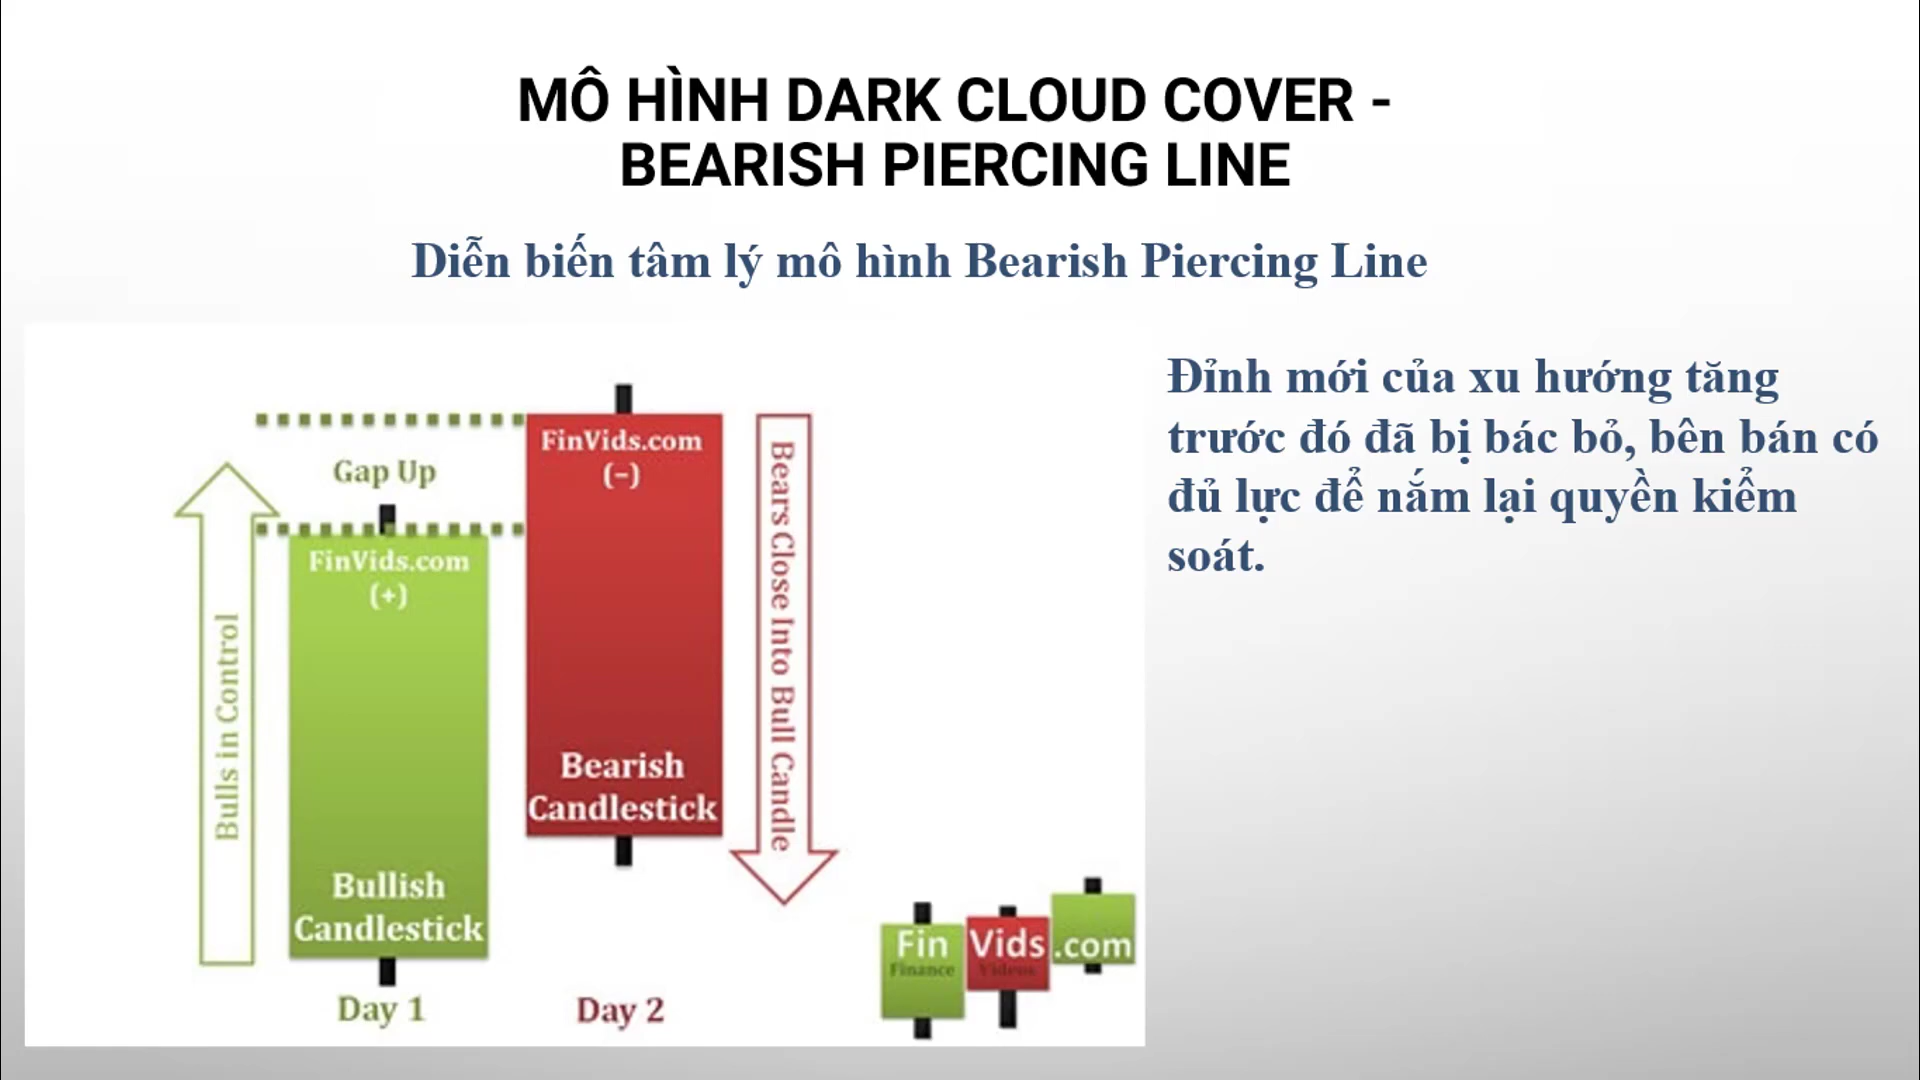 MÔ HÌNH DARK CLOUD COVER -
BEARISH PIERCING LINE
Diễn biến tâm lý mô hình Bearish Piercing Line
Đỉnh mới của xu hướng tăng
trước đó đã bị bác bỏ, bên bán có
đủ lực để nắm lại quyền kiểm
soát.
Gap Up
FinVids.com
(–)
FinVids.com
(+)
Bulls in Control
Bears Close Into Bull Candle
Bearish
Candlestick
Bullish
Candlestick
Day 1
Day 2
FinVids.com
Finance Videos